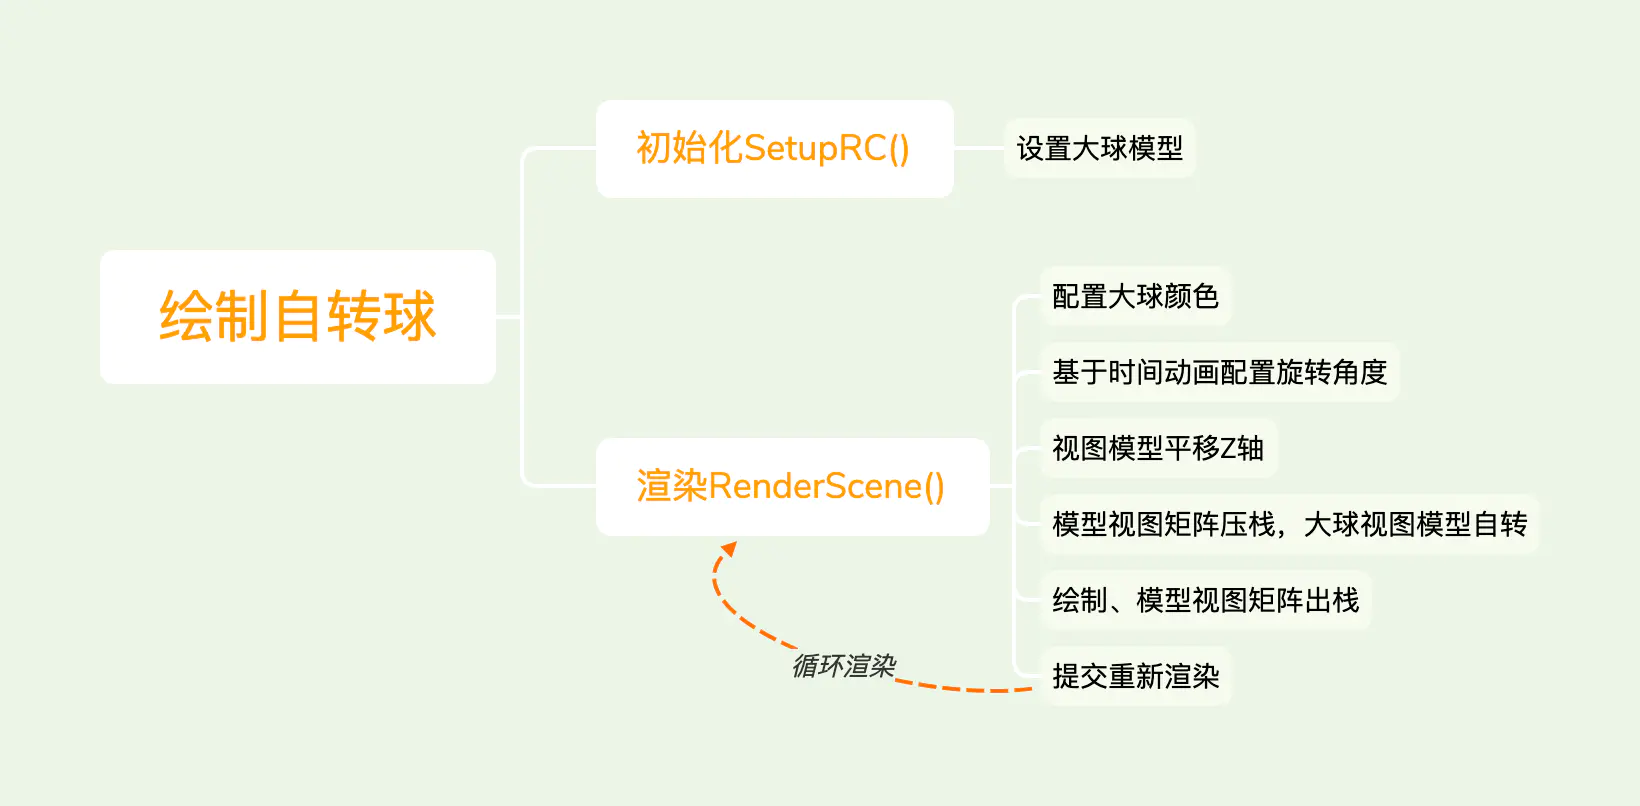 绘制自转球
初始化SetupRC()
设置大球模型
渲染RenderScene()
配置大球颜色
基于时间动画配置旋转角度
视图模型平移Z轴
模型视图矩阵压栈，大球视图模型自转
绘制、模型视图矩阵出栈
提交重新渲染
循环渲染